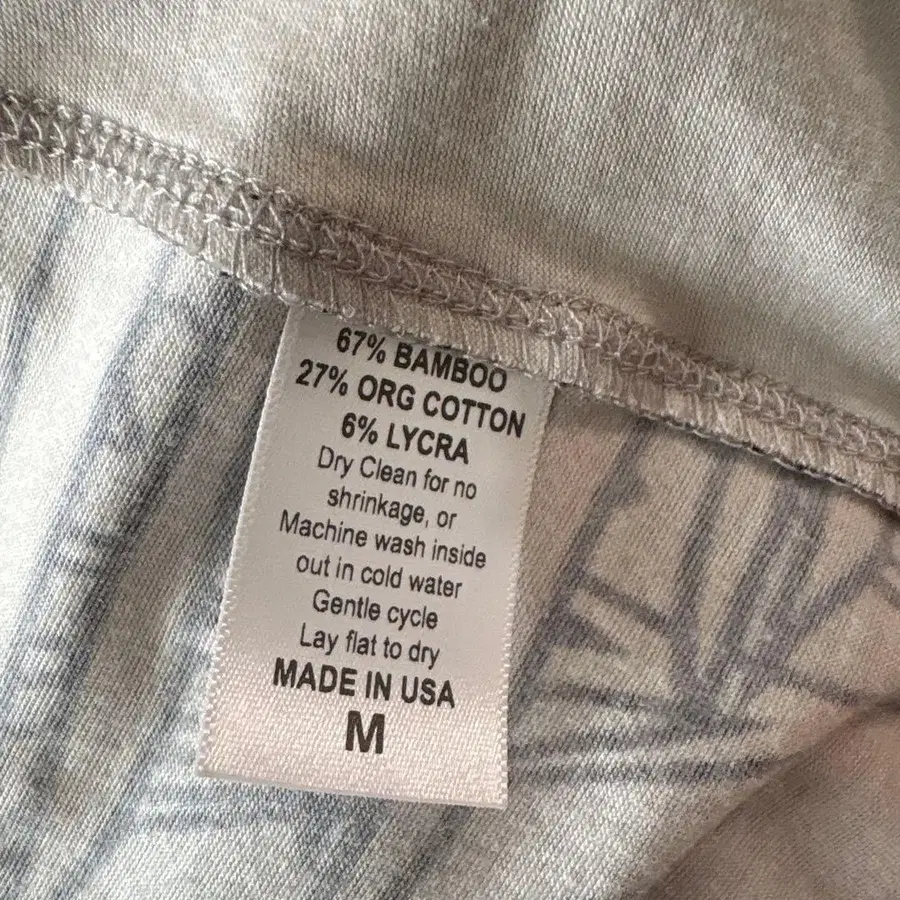 67% BAMBOO
27% ORG COTTON
6% LYCRA
Dry Clean for no
shrinkage, or
Machine wash inside
out in cold water
Gentle cycle
Lay flat to dry
MADE IN USA
M